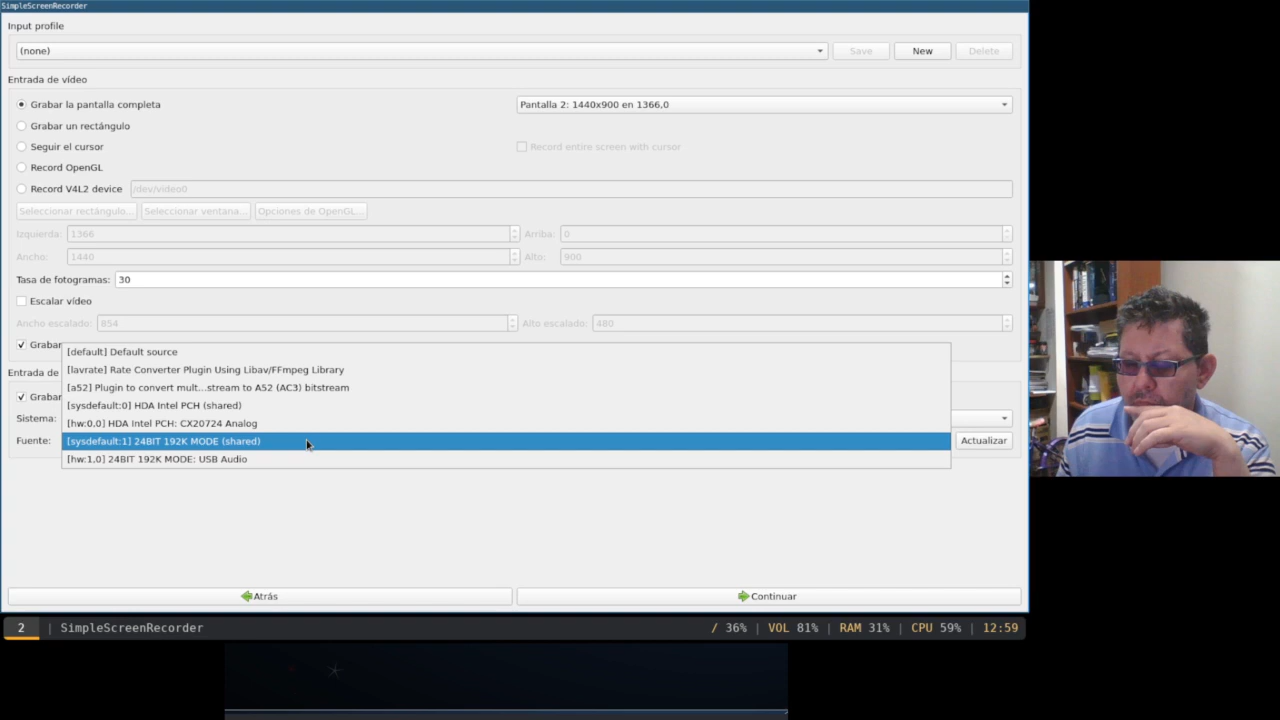 SimpleScreenRecorder
Input profile
(none) Save New Delete
Entrada de vídeo
Grabar la pantalla completa Pantalla 2: 1440x900 en 1366,0
Grabar un rectángulo
Seguir el cursor Record entire screen with cursor
Record OpenGL
Record V4L2 device /dev/video0
Seleccionar rectángulo... Seleccionar ventana... Opciones de OpenGL...
Izquierda: 1366 Arriba: 0
Ancho: 1440 Alto: 900
Tasa de fotogramas: 30
Escalar vídeo
Ancho escalado: 854 Alto escalado: 480
Grabar
[default] Default source
[lavrate] Rate Converter Plugin Using Libav/FFmpeg Library
Entrada de
[a52] Plugin to convert mult...stream to A52 (AC3) bitstream
Grabar
[sysdefault:0] HDA Intel PCH (shared)
Sistema: [hw:0,0] HDA Intel PCH: CX20724 Analog
Fuente: [sysdefault:1] 24BIT 192K MODE (shared) Actualizar
[hw:1,0] 24BIT 192K MODE: USB Audio
Atrás Continuar
2 | SimpleScreenRecorder / 36% | VOL 81% | RAM 31% | CPU 59% | 12:59